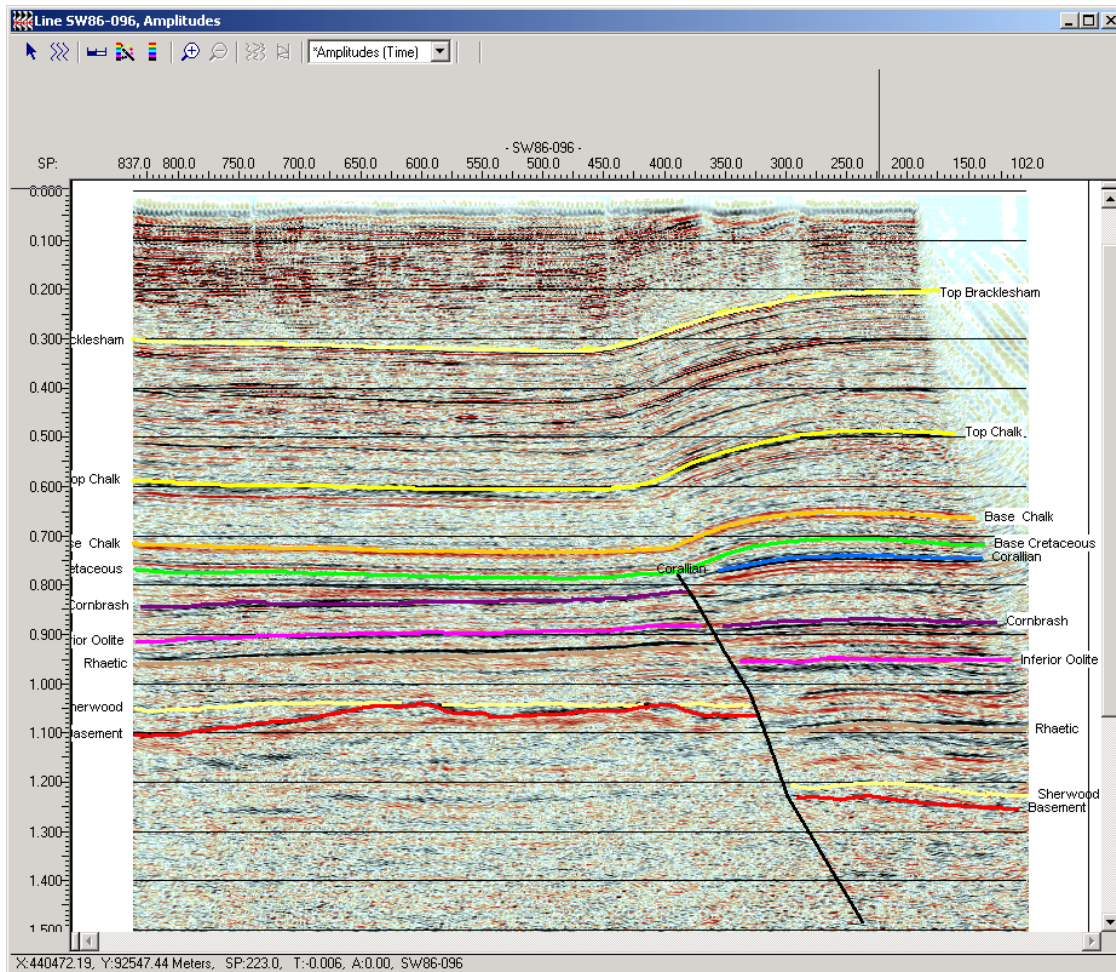 Line SW86-096, Amplitudes
*Amplitudes (Time)
- SW86-096 -
SP: 837.0 800.0 750.0 700.0 650.0 600.0 550.0 500.0 450.0 400.0 350.0 300.0 250.0 200.0 150.0 102.0
0.000
0.100
0.200
Top Bracklesham
0.300
cklesham
0.400
Top Chalk
0.500
op Chalk
0.600
Base Chalk
0.700
se Chalk
Base Cretaceous
Corallian
Corallian
etaceous
0.800
Cornbrash
Cornbrash
0.900
rior Oolite
Inferior Oolite
Rhaetic
1.000
sherwood
Basement
1.100
Rhaetic
1.200
Sherwood
Basement
1.300
1.400
1.500
X:440472.19, Y:92547.44 Meters, SP:223.0, T:-0.006, A:0.00, SW86-096